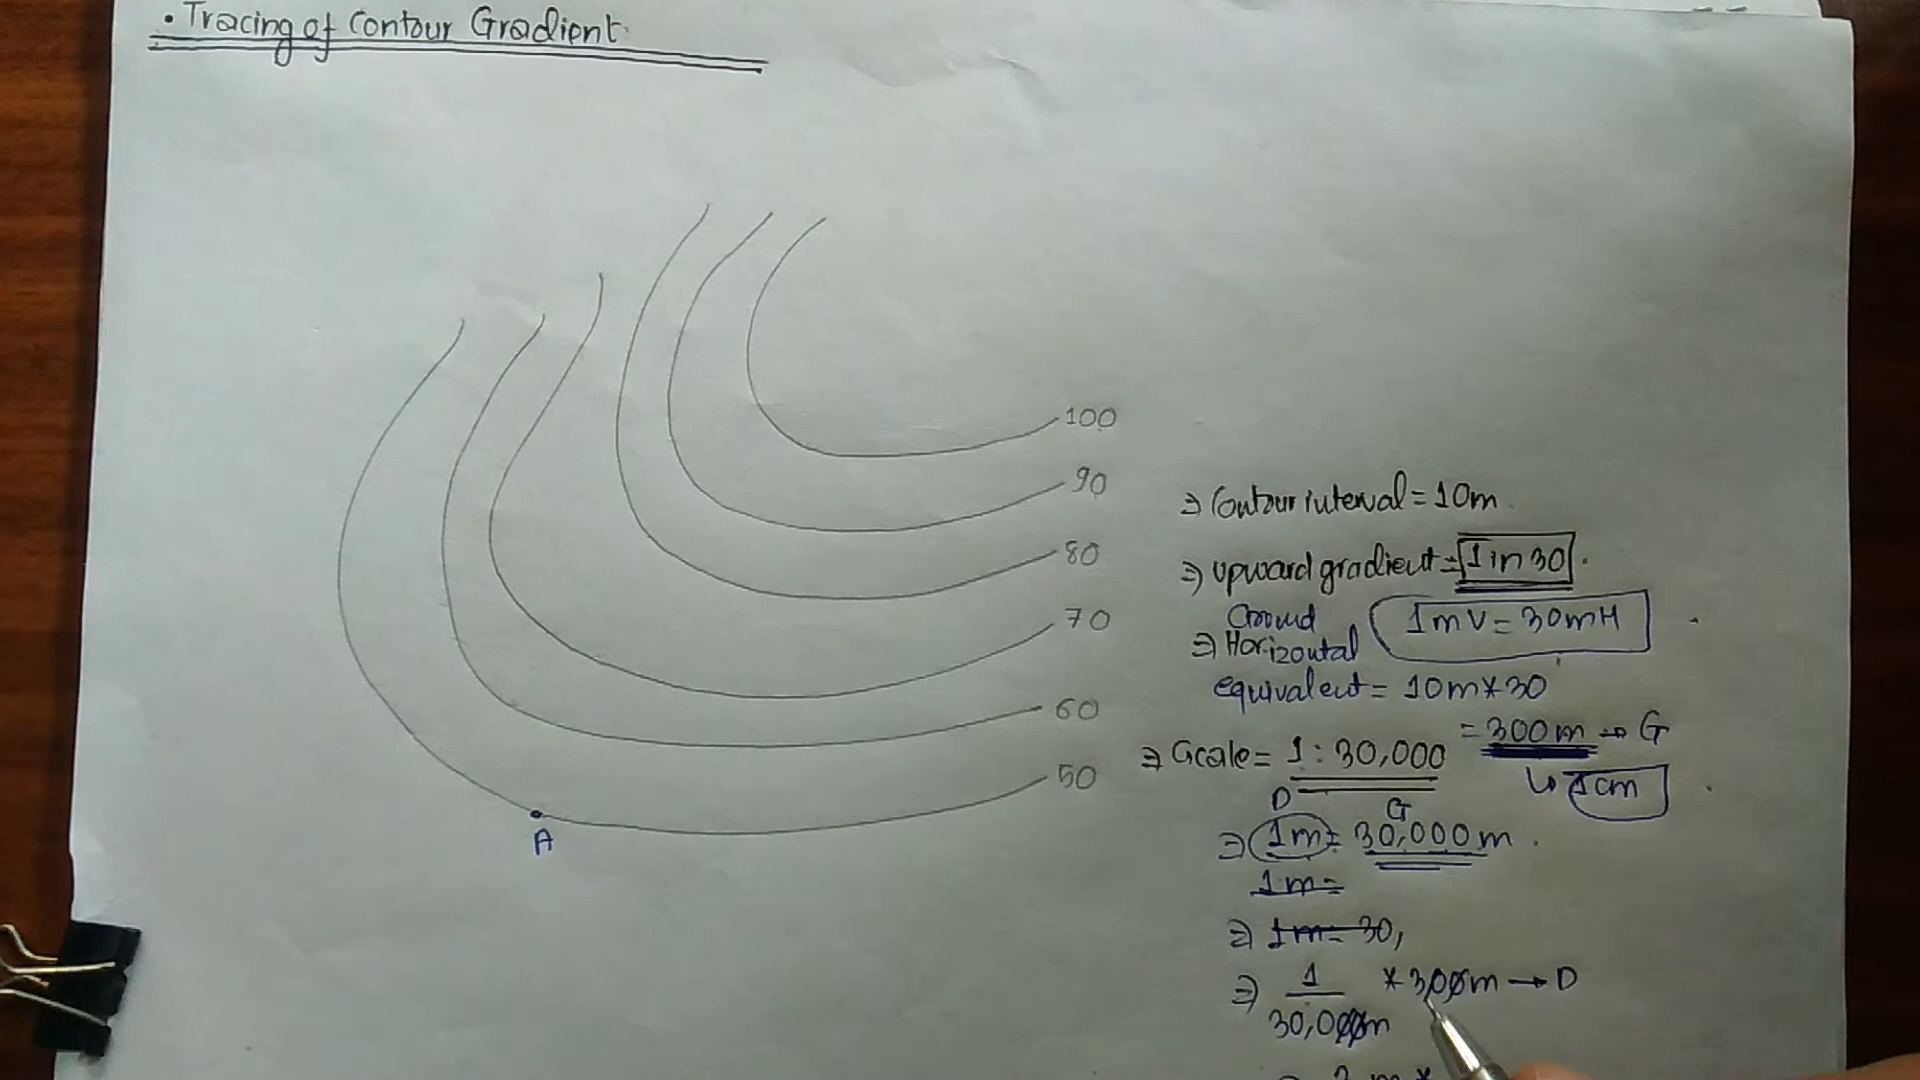 • Tracing of Contour Gradient.
100
90
80
70
60
50
A
⇒ Contour interval = 10m.
⇒ upward gradient = 1 in 30.
Ground
1mV = 30mH
⇒ Horizontal
equivalent = 10m*30
= 300m → G
↳ 1cm
⇒ Scale = 1 : 30,000
D G
⇒ 1m = 30,000m.
1m =
⇒ 1m = 30,
⇒ 1 * 300m → D
30,000m